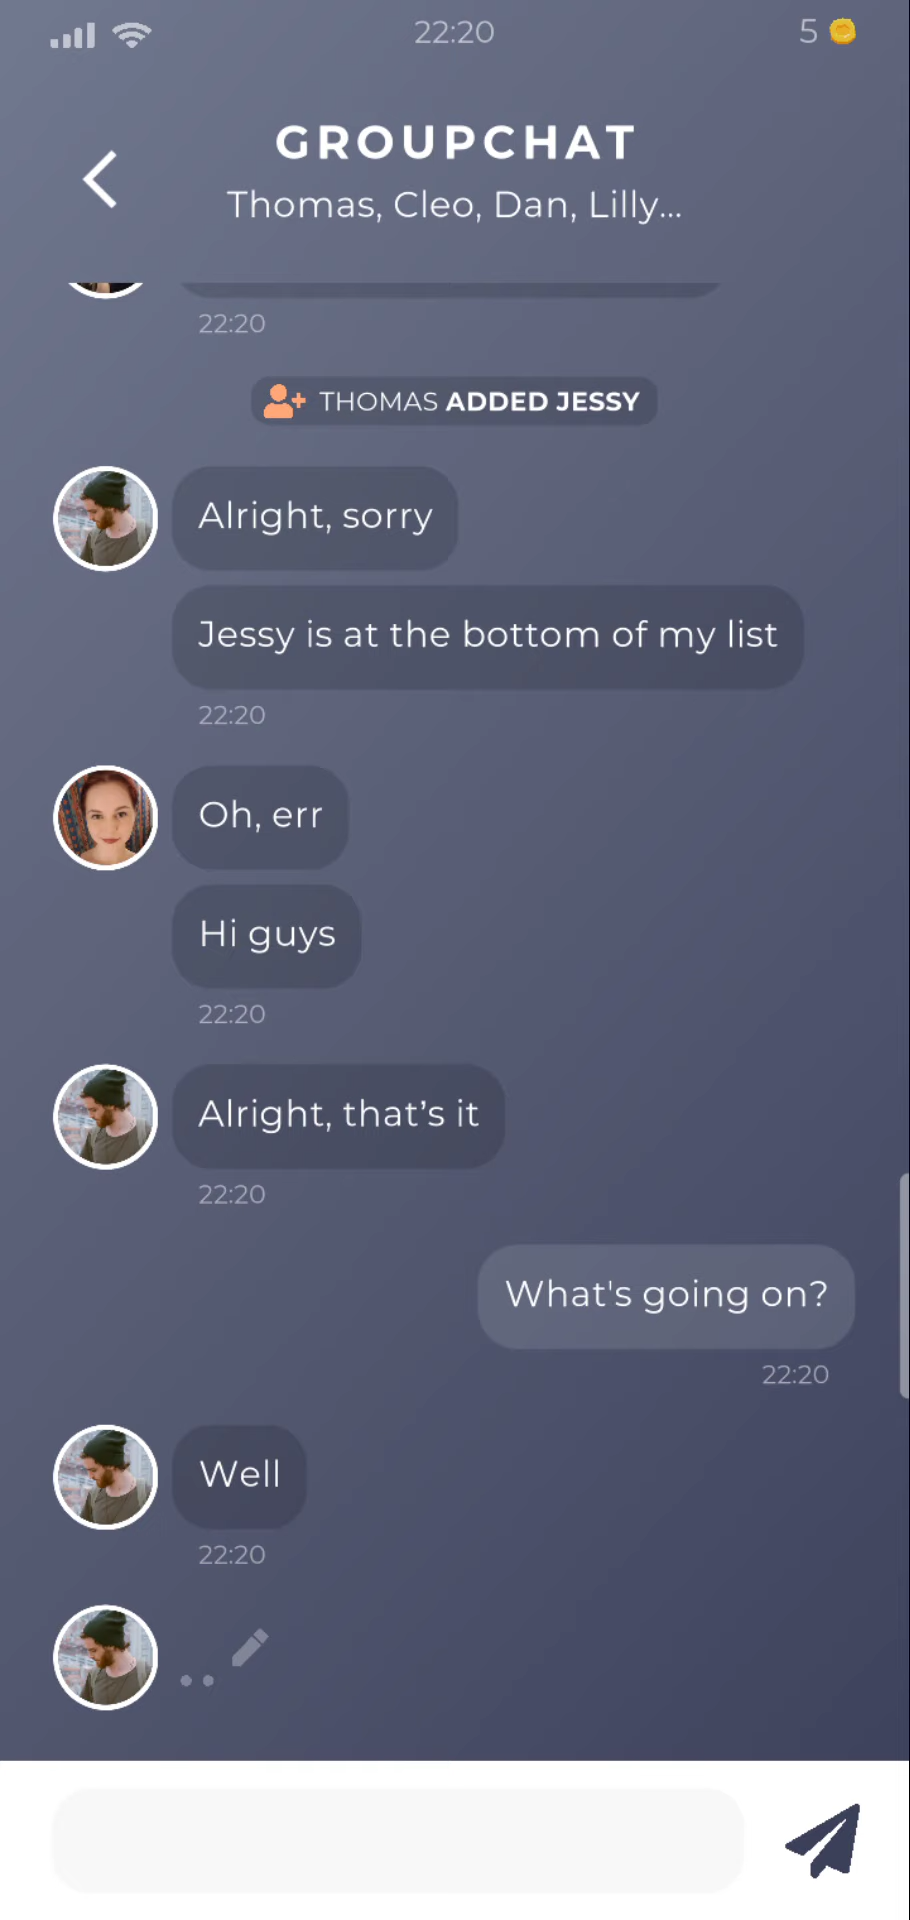 22:20
5
GROUPCHAT
Thomas, Cleo, Dan, Lilly...
22:20
THOMAS ADDED JESSY
Alright, sorry
Jessy is at the bottom of my list
22:20
Oh, err
Hi guys
22:20
Alright, that’s it
22:20
What's going on?
22:20
Well
22:20